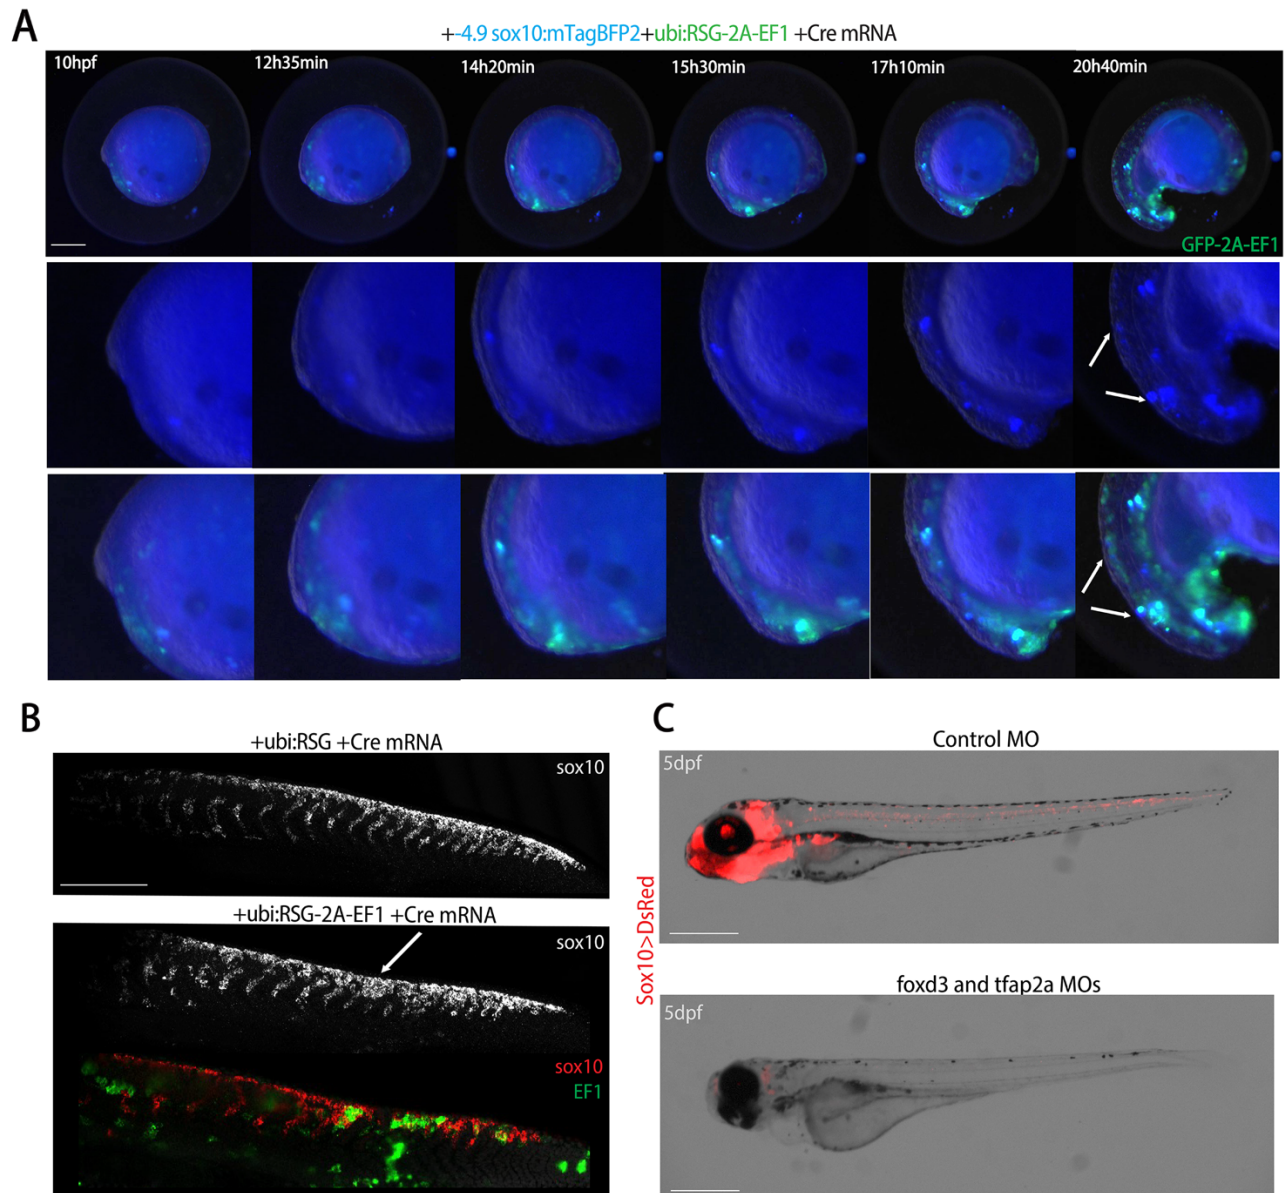 A
+-4.9 sox10:mTagBFP2+ubi:RSG-2A-EF1 +Cre mRNA
10hpf
12h35min
14h20min
15h30min
17h10min
20h40min
GFP-2A-EF1
B
+ubi:RSG +Cre mRNA
sox10
+ubi:RSG-2A-EF1 +Cre mRNA
sox10
sox10
EF1
C
Control MO
5dpf
Sox10>DsRed
foxd3 and tfap2a MOs
5dpf